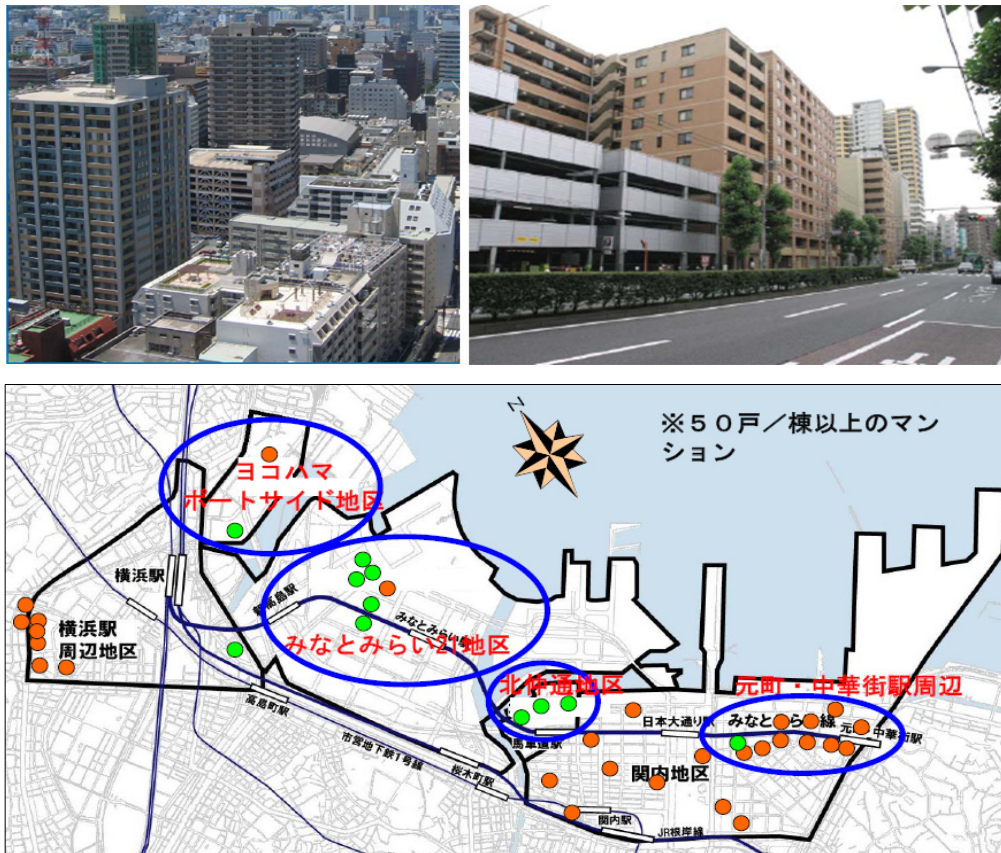 ※５０戸／棟以上のマン
ション
N
ヨコハマ
ポートサイド地区
横浜駅
新高島駅
みなとみらい駅
みなとみらい21地区
横浜駅
周辺地区
高島町駅
市営地下鉄1号線
桜木町駅
北仲通地区
馬車道駅
日本大通り駅
元町・中華街駅周辺
みなとみらい線
元町・中華街駅
関内地区
関内駅
JR根岸線